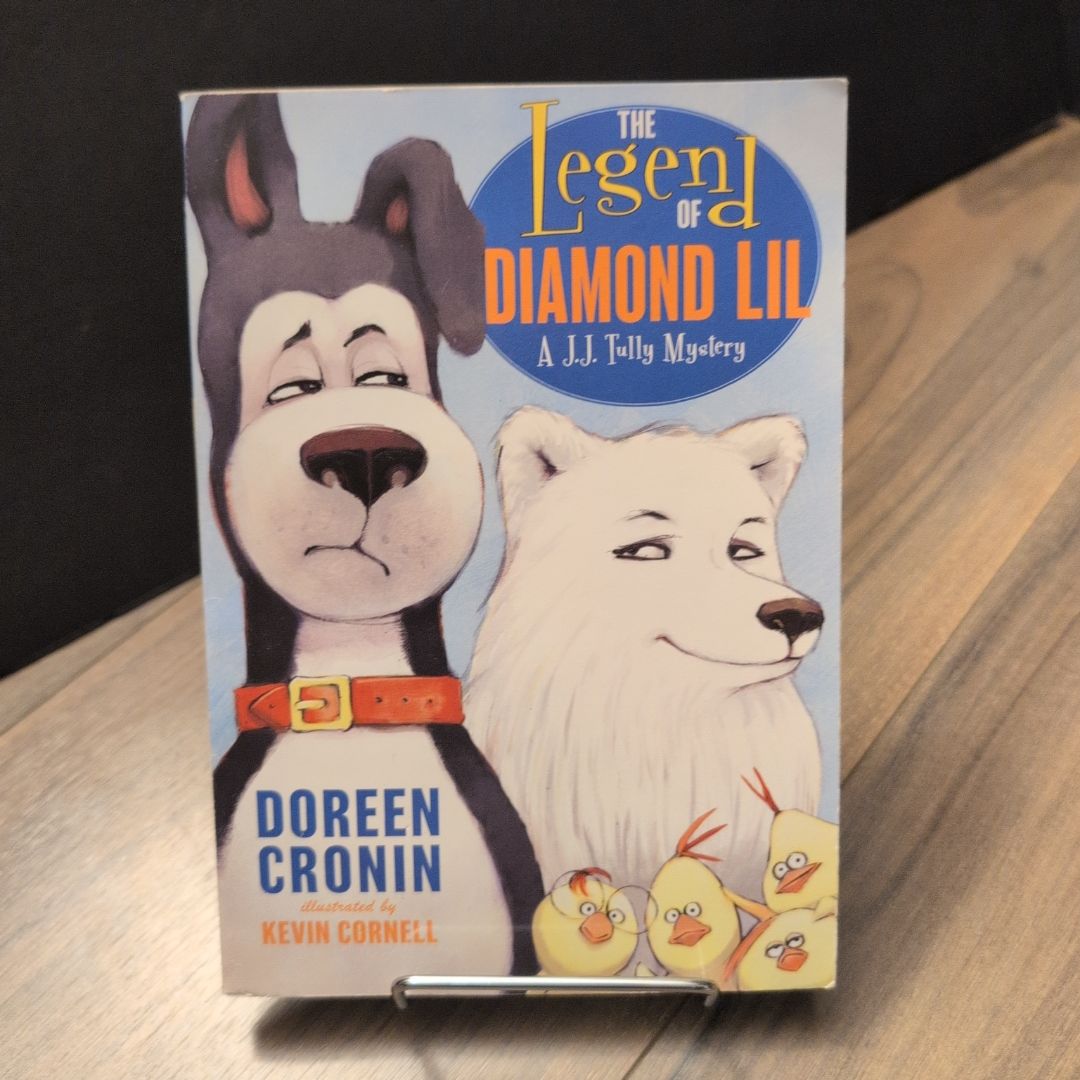 THE
Legend
OF
DIAMOND LIL
A J.J. Tully Mystery
DOREEN
CRONIN
illustrated by
KEVIN CORNELL